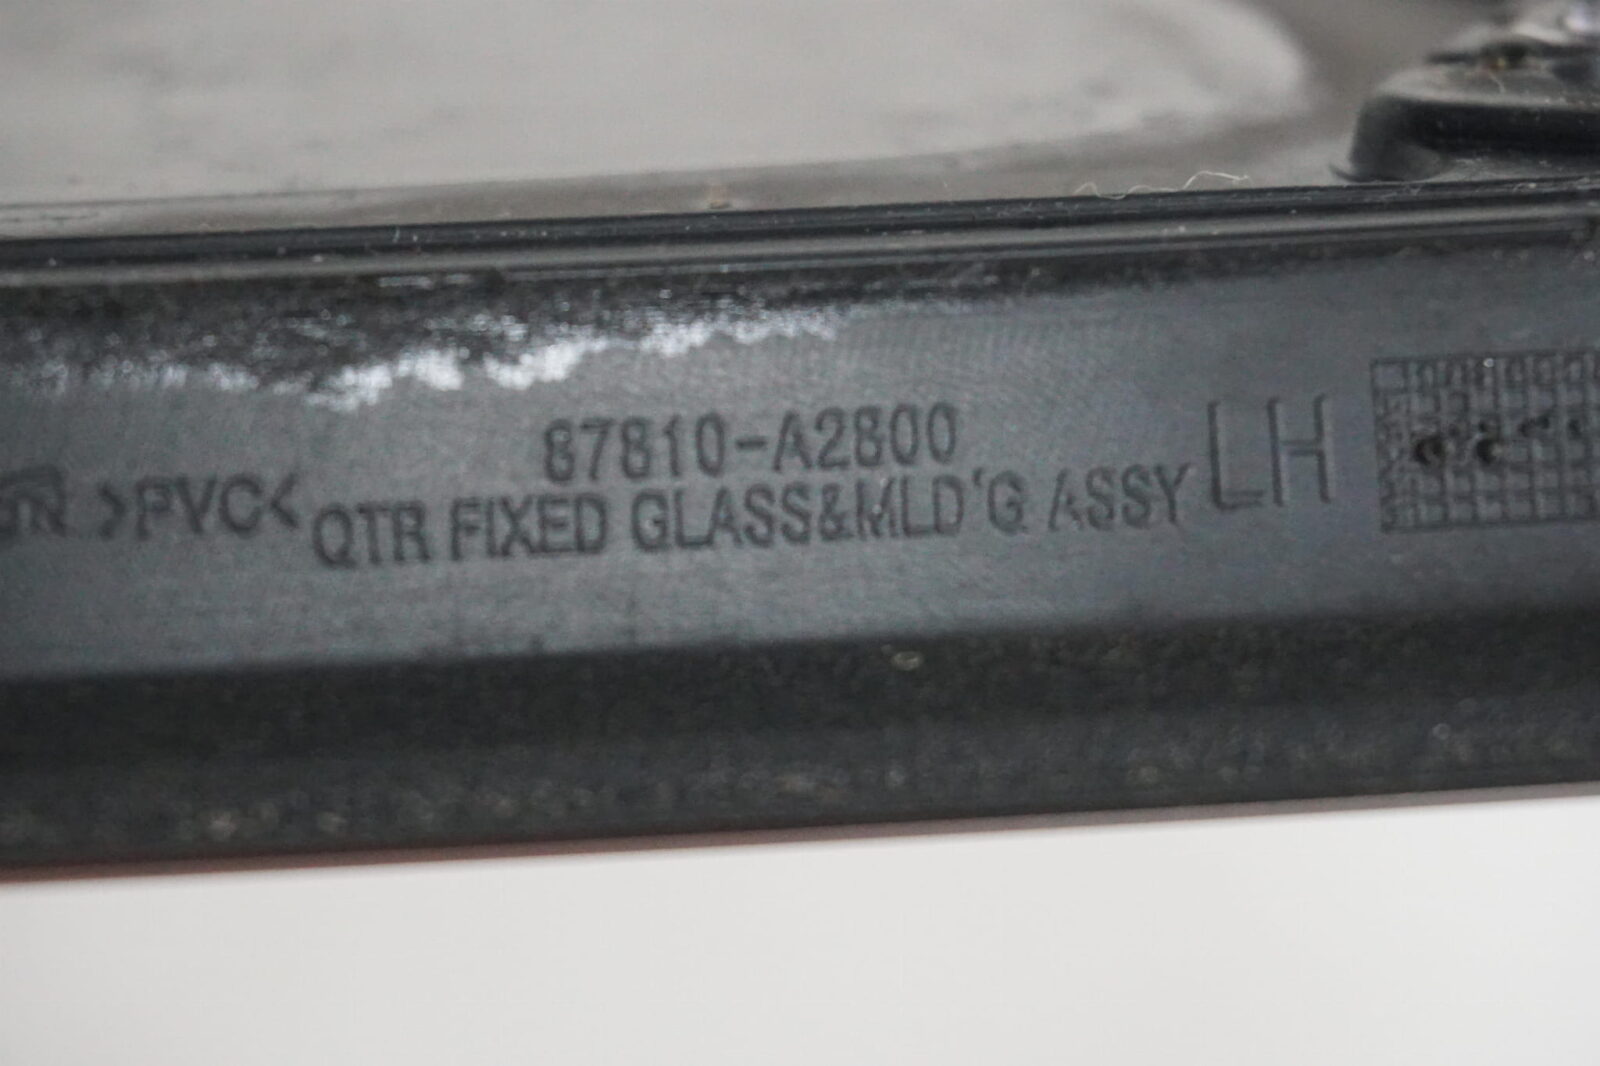 87810-A2800
>PVC< QTR FIXED GLASS&MLD'G ASSY LH